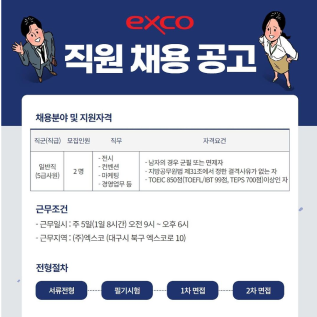 exco
직원 채용 공고
채용분야 및 지원자격
직군(직급) 모집인원 직무 자격요건
일반직
(5급사원)
2 명
- 전시
- 컨벤션
- 마케팅
- 경영업무 등
- 남자의 경우 군필 또는 면제자
- 지방공무원법 제31조에서 정한 결격사유가 없는 자
- TOEIC 850점(TOEFL/IBT 99점, TEPS 700점)이상인 자
근무조건
- 근무일시 : 주 5일(1일 8시간) 오전 9시 ~ 오후 6시
- 근무지역 : (주)엑스코 (대구시 북구 엑스코로 10)
전형절차
서류전형 필기시험 1차 면접 2차 면접